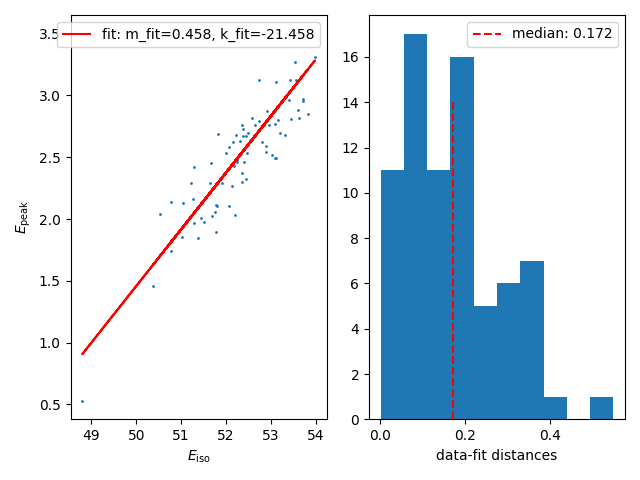 3.5
3.0
2.5
2.0
1.5
1.0
0.5
E_peak
49 50 51 52 53 54
E_iso
fit: m_fit=0.458, k_fit=-21.458
16
14
12
10
8
6
4
2
0
0.0 0.2 0.4
data-fit distances
median: 0.172